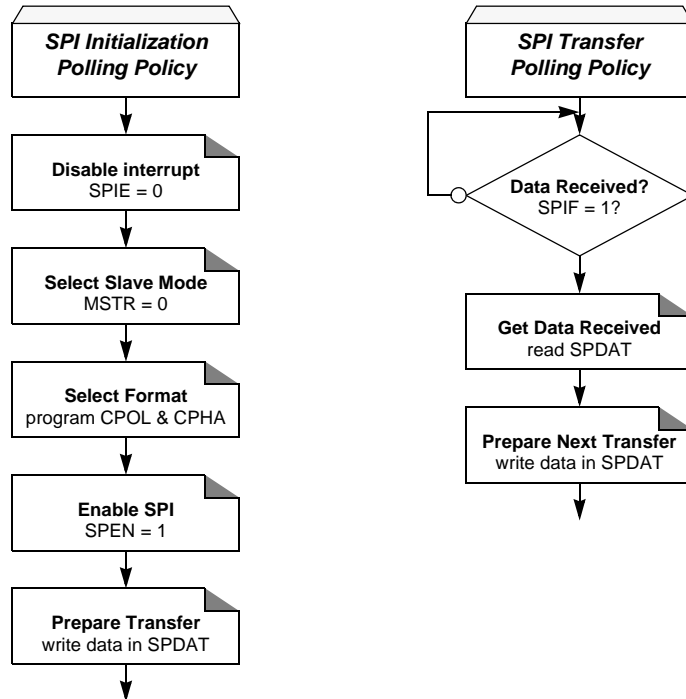 SPI Initialization
Polling Policy
Disable interrupt
SPIE = 0
Select Slave Mode
MSTR = 0
Select Format
program CPOL & CPHA
Enable SPI
SPEN = 1
Prepare Transfer
write data in SPDAT
SPI Transfer
Polling Policy
Data Received?
SPIF = 1?
Get Data Received
read SPDAT
Prepare Next Transfer
write data in SPDAT